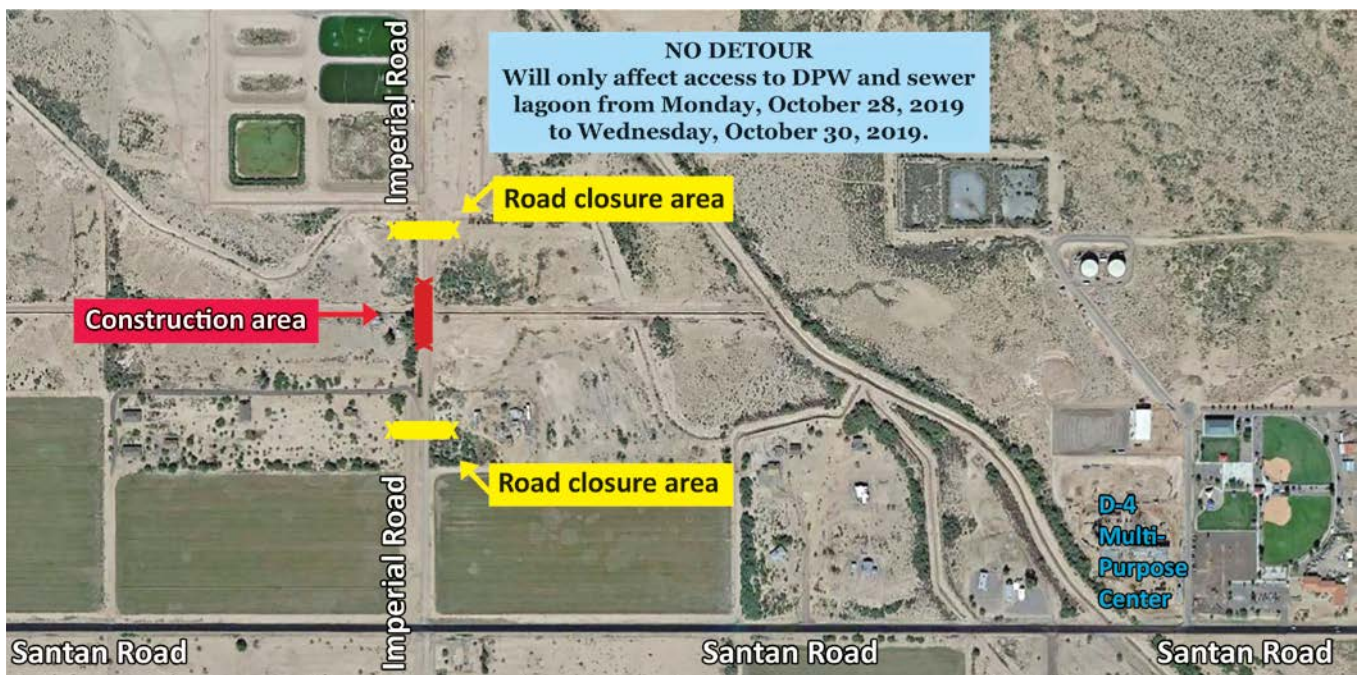 Imperial Road
NO DETOUR
Will only affect access to DPW and sewer
lagoon from Monday, October 28, 2019
to Wednesday, October 30, 2019.
Road closure area
Construction area
Road closure area
Imperial Road
D-4
Multi-
Purpose
Center
Santan Road
Santan Road
Santan Road